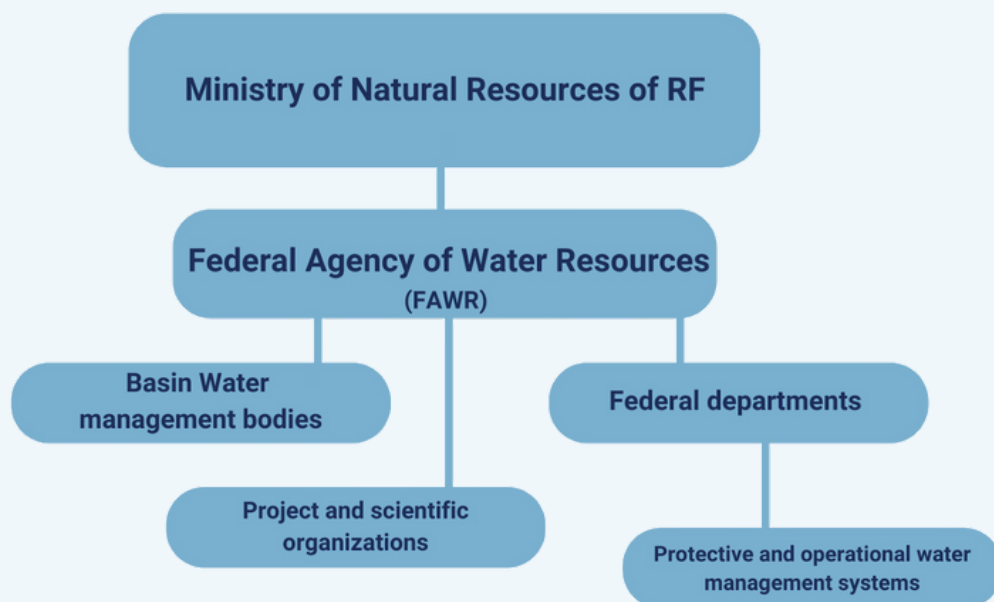 Ministry of Natural Resources of RF
Federal Agency of Water Resources
(FAWR)
Basin Water
management bodies
Federal departments
Project and scientific
organizations
Protective and operational water
management systems